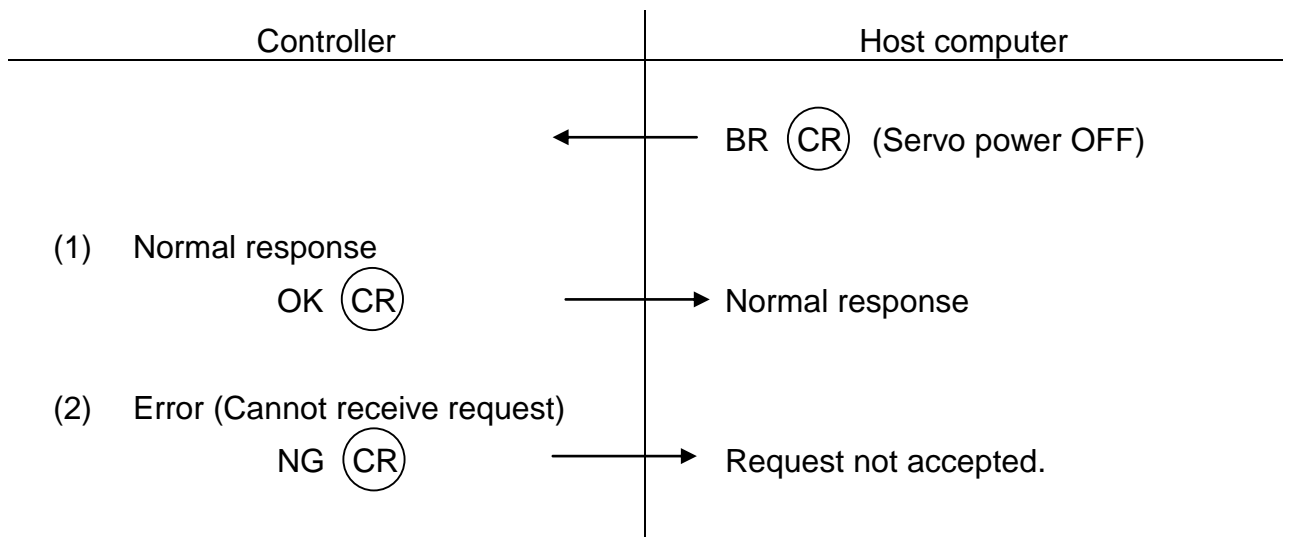 Controller Host computer
BR CR (Servo power OFF)
(1) Normal response
OK CR Normal response
(2) Error (Cannot receive request)
NG CR Request not accepted.